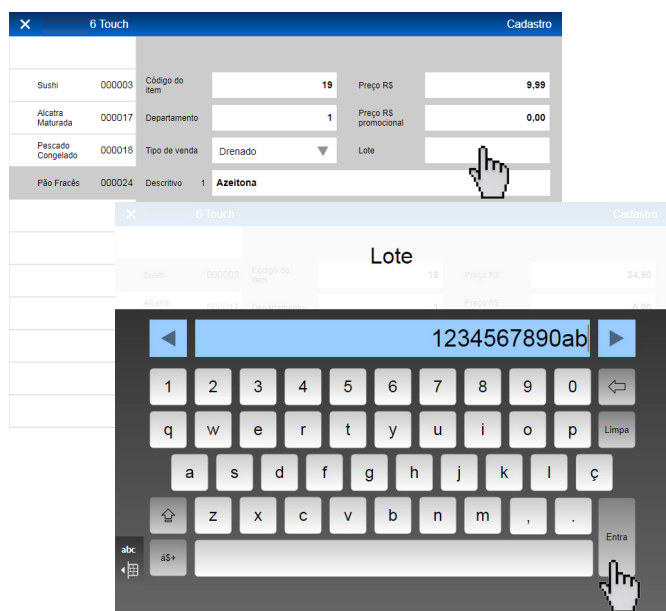 ✕ 6 Touch Cadastro
Sushi 000003 Código do item 19 Preço R$ 9,99
Alcatra Maturada 000017 Departamento 1 Preço R$ promocional 0,00
Pescado Congelado 000018 Tipo de venda Drenado Lote
Pão Fracês 000024 Descritivo 1 Azeitona
✕ 6 Touch Cadastro
Lote
Sushi 000003 Código do item 19 Preço R$ 24,90
Alcatra 000017 Departamento 1 Preço R$ 0,00
1234567890ab
1 2 3 4 5 6 7 8 9 0
q w e r t y u i o p Limpa
a s d f g h j k l ç
z x c v b n m , .
Entra
abc
à$+